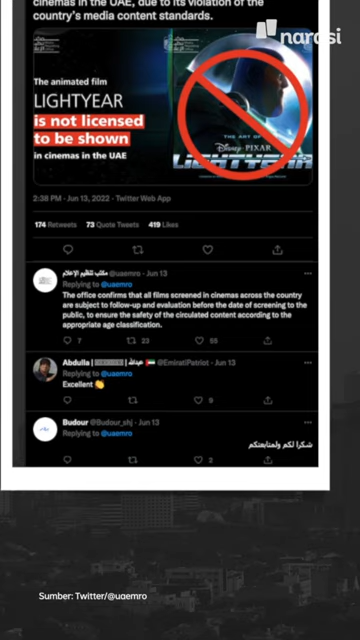 cinemas in the UAE, due to its violation of the
country's media content standards.
narasi
The animated film
LIGHTYEAR
is not licensed
to be shown
in cinemas in the UAE
THE ART OF
Disney PIXAR
LIGHTYEAR
2:38 PM · Jun 13, 2022 · Twitter Web App
174 Retweets 73 Quote Tweets 419 Likes
مكتب تنظيم الإعلام @uaemro · Jun 13
Replying to @uaemro
The office confirms that all films screened in cinemas across the country
are subject to follow-up and evaluation before the date of screening to the
public, to ensure the safety of the circulated content according to the
appropriate age classification.
7 23 55
Abdulla | عبدالله | @EmiratiPatriot · Jun 13
Replying to @uaemro
Excellent 👏
9
Budour @Budour_shj · Jun 13
Replying to @uaemro
شكرا لكم ولمتابعتكم
2
Sumber: Twitter/@uaemro